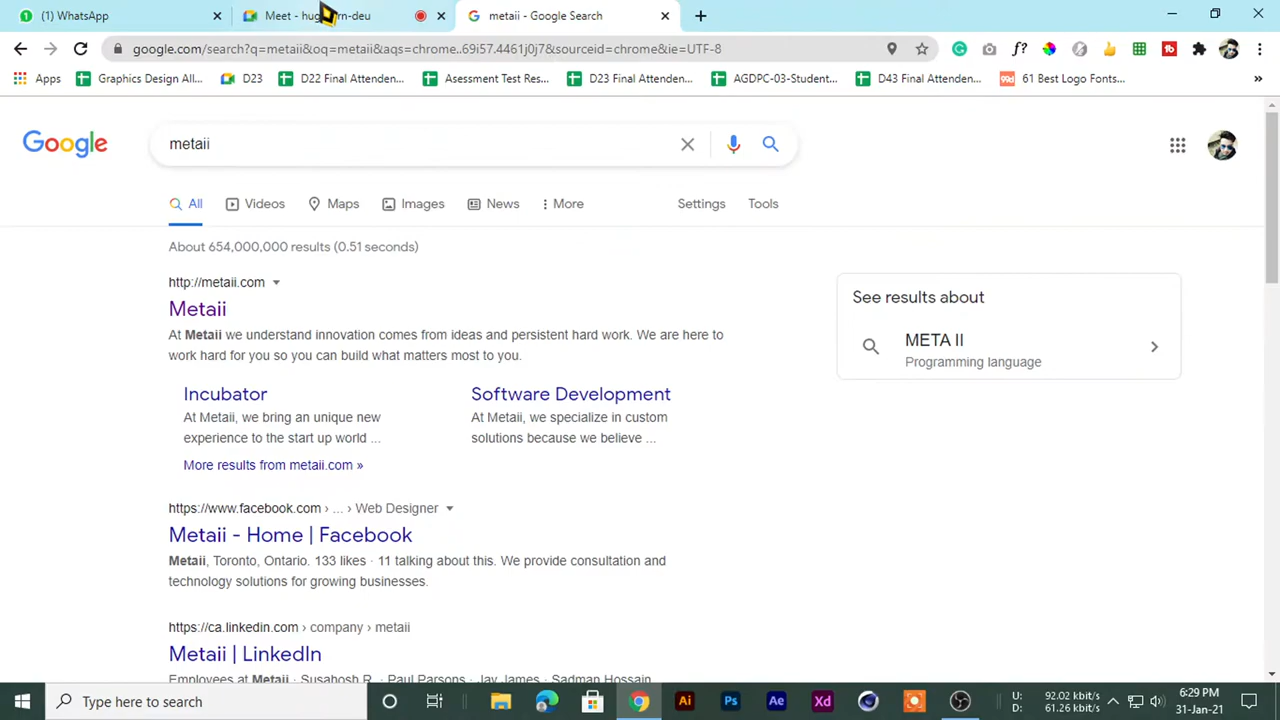 (1) WhatsApp
Meet - hug
rn-deu
metaii - Google Search
google.com/search?q=metaii&oq=metaii&aqs=chrome..69i57.4461j0j7&sourceid=chrome&ie=UTF-8
Apps
Graphics Design All...
D23
D22 Final Attenden...
Asessment Test Res...
D23 Final Attenden...
AGDPC-03-Student...
D43 Final Attenden...
61 Best Logo Fonts...
Google
metaii
All
Videos
Maps
Images
News
More
Settings
Tools
About 654,000,000 results (0.51 seconds)
http://metaii.com
Metaii
At Metaii we understand innovation comes from ideas and persistent hard work. We are here to
work hard for you so you can build what matters most to you.
Incubator
At Metaii, we bring an unique new
experience to the start up world ...
Software Development
At Metaii, we specialize in custom
solutions because we believe ...
More results from metaii.com »
https://www.facebook.com › ... › Web Designer
Metaii - Home | Facebook
Metaii, Toronto, Ontario. 133 likes · 11 talking about this. We provide consultation and
technology solutions for growing businesses.
https://ca.linkedin.com › company › metaii
Metaii | LinkedIn
Employees at Metaii · Susabosh R. · Paul Parsons · Jay James · Sadman Hossain
See results about
META II
Programming language
Type here to search
Ai
Ps
Ae
Xd
U: 92.02 kbit/s
D: 61.26 kbit/s
6:29 PM
31-Jan-21